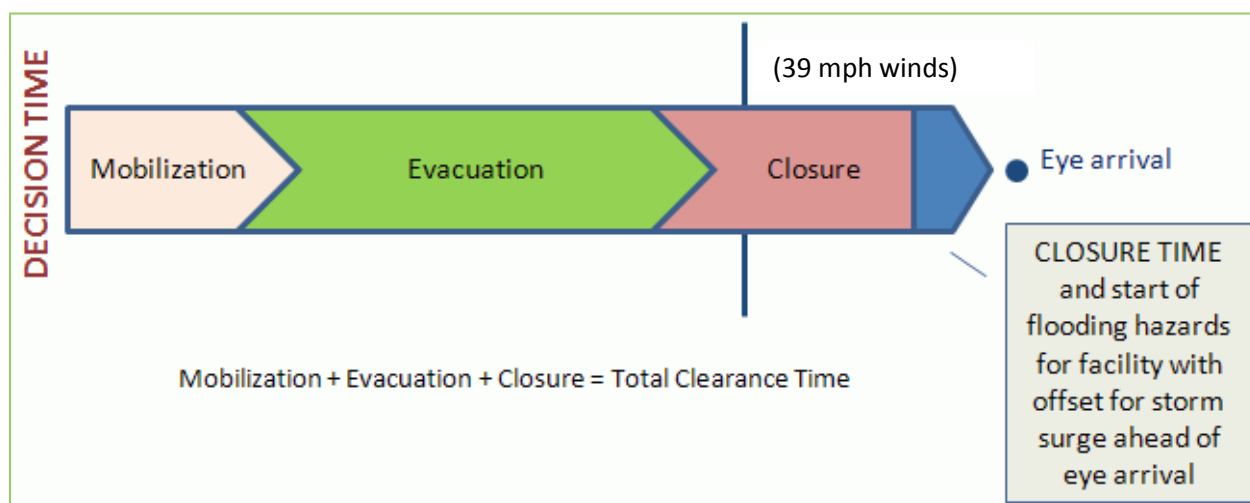 DECISION TIME
(39 mph winds)
Mobilization
Evacuation
Closure
Eye arrival
CLOSURE TIME
and start of
flooding hazards
for facility with
offset for storm
surge ahead of
eye arrival
Mobilization + Evacuation + Closure = Total Clearance Time